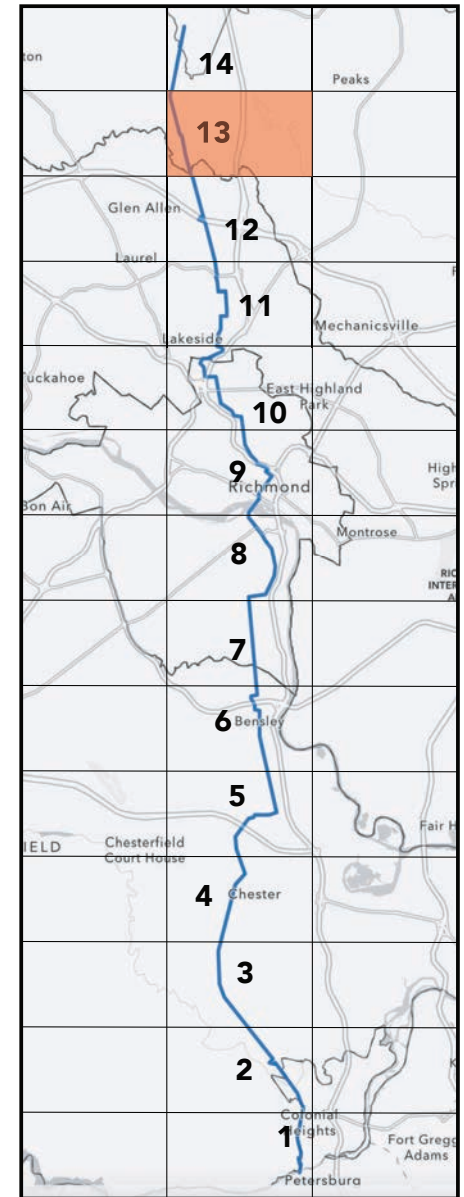 ton
14
Peaks
13
Glen Allen
12
Laurel
11
Mechanicsville
Lakeside
Tuckahoe
East Highland
Park
10
9
High
Spr
Richmond
Bon Air
Montrose
8
RIC
INTER
A
7
6
Bensley
5
Fair H
IELD
Chesterfield
Court House
4
Chester
3
2
K
Colonial
Heights
1
Fort Gregg
Adams
Petersburg